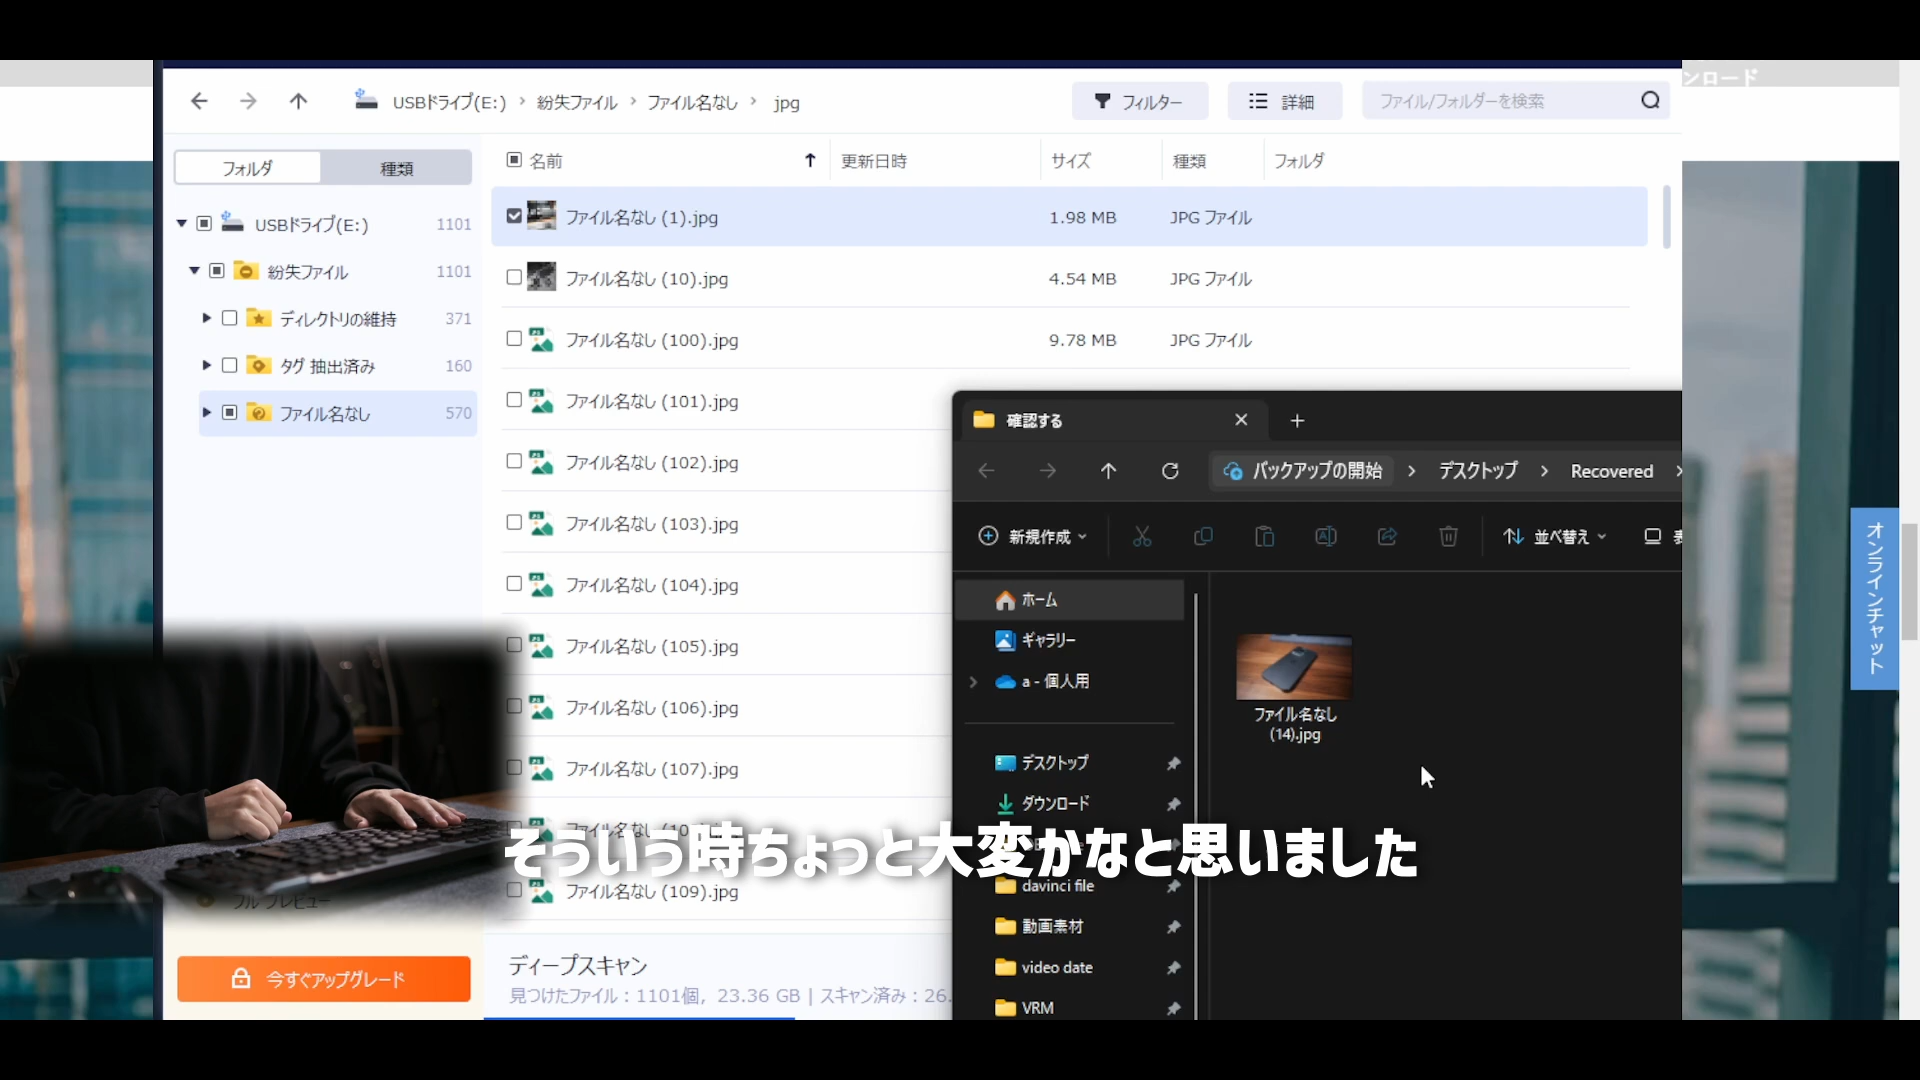 ンロード
USBドライブ(E:) › 紛失ファイル › ファイル名なし › jpg
フィルター
詳細
ファイル/フォルダーを検索
フォルダ
種類
名前
更新日時
サイズ
種類
フォルダ
USBドライブ(E:) 1101
紛失ファイル 1101
ディレクトリの維持 371
タグ 抽出済み 160
ファイル名なし 570
ファイル名なし (1).jpg 1.98 MB JPG ファイル
ファイル名なし (10).jpg 4.54 MB JPG ファイル
ファイル名なし (100).jpg 9.78 MB JPG ファイル
ファイル名なし (101).jpg
ファイル名なし (102).jpg
ファイル名なし (103).jpg
ファイル名なし (104).jpg
ファイル名なし (105).jpg
ファイル名なし (106).jpg
ファイル名なし (107).jpg
ファイル名なし (109).jpg
フル プレビュー
今すぐアップグレード
ディープスキャン
見つけたファイル：1101個, 23.36 GB | スキャン済み：26.
確認する
バックアップの開始 › デスクトップ › Recovered ›
新規作成
並べ替え
ホーム
ギャラリー
a - 個人用
デスクトップ
ダウンロード
davinci file
動画素材
video date
VRM
ファイル名なし
(14).jpg
そういう時ちょっと大変かなと思いました
オンラインチャット